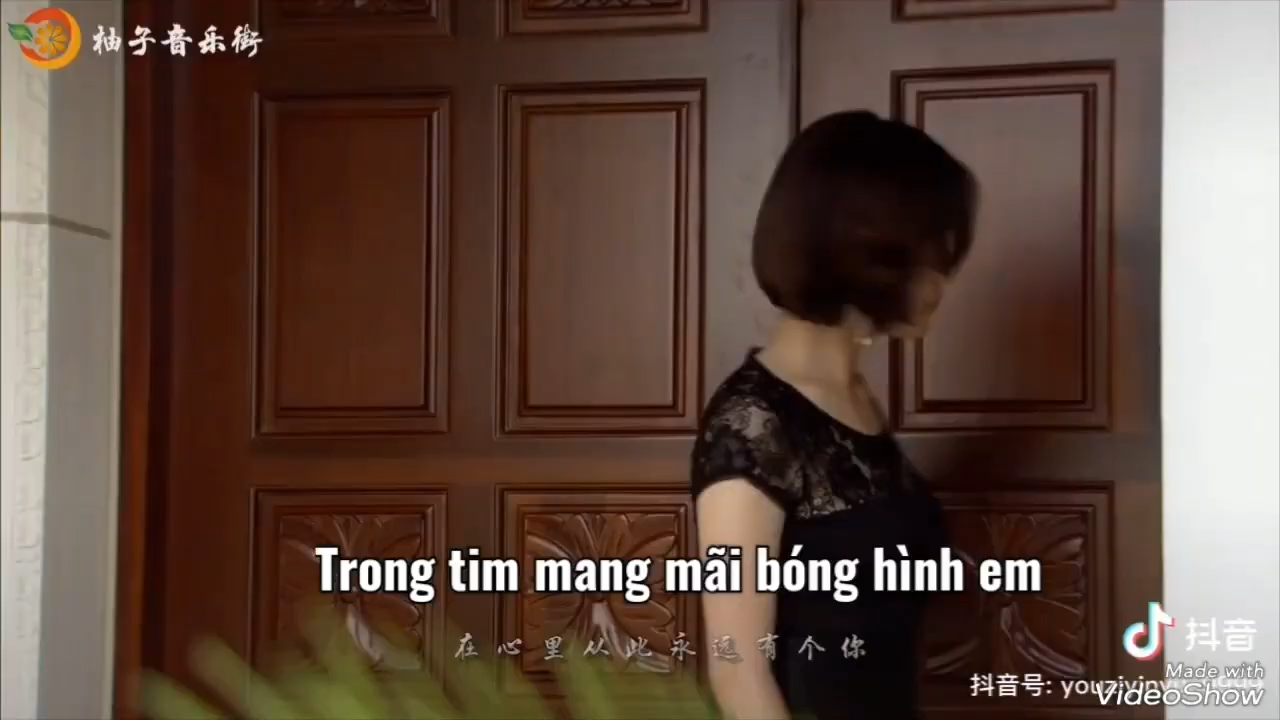 柚子音乐街
Trong tim mang mãi bóng hình em
在心里从此永远有个你
抖音
抖音号:
Made with
VideoShow